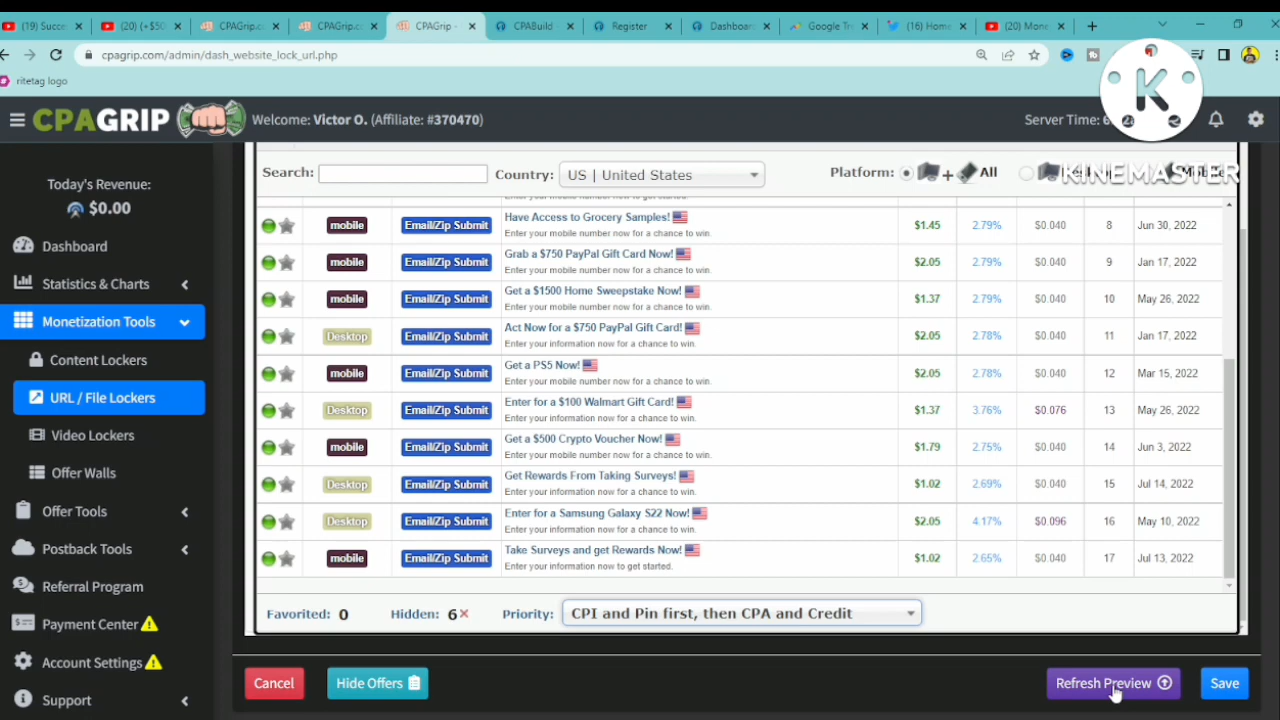 (19) Succe
(20) (+$50
CPAGrip.c
CPAGrip.c
CPAGrip -
CPABuild
Register
Dashboar
Google Tr
(16) Home
(20) Mone
cpagrip.com/admin/dash_website_lock_url.php
ritetag logo
K
KINEMASTER
CPAGRIP
Welcome: Victor O. (Affiliate: #370470)
Server Time:
Today's Revenue:
$0.00
Dashboard
Statistics & Charts
Monetization Tools
Content Lockers
URL / File Lockers
Video Lockers
Offer Walls
Offer Tools
Postback Tools
Referral Program
Payment Center
Account Settings
Support
Search:
Country: US | United States
Platform: + All
mobile Email/Zip Submit Have Access to Grocery Samples! $1.45 2.79% $0.040 8 Jun 30, 2022
Enter your mobile number now for a chance to win.
mobile Email/Zip Submit Grab a $750 PayPal Gift Card Now! $2.05 2.79% $0.040 9 Jan 17, 2022
Enter your mobile number now for a chance to win.
mobile Email/Zip Submit Get a $1500 Home Sweepstake Now! $1.37 2.79% $0.040 10 May 26, 2022
Enter your mobile number now for a chance to win.
Desktop Email/Zip Submit Act Now for a $750 PayPal Gift Card! $2.05 2.78% $0.040 11 Jan 17, 2022
Enter your information now for a chance to win.
mobile Email/Zip Submit Get a PS5 Now! $2.05 2.78% $0.040 12 Mar 15, 2022
Enter your mobile number now for a chance to win.
Desktop Email/Zip Submit Enter for a $100 Walmart Gift Card! $1.37 3.76% $0.076 13 May 26, 2022
Enter your information now for a chance to win.
mobile Email/Zip Submit Get a $500 Crypto Voucher Now! $1.79 2.75% $0.040 14 Jun 3, 2022
Enter your mobile number now for a chance to win.
Desktop Email/Zip Submit Get Rewards From Taking Surveys! $1.02 2.69% $0.040 15 Jul 14, 2022
Enter your information now for a chance to win.
Desktop Email/Zip Submit Enter for a Samsung Galaxy S22 Now! $2.05 4.17% $0.096 16 May 10, 2022
Enter your information now for a chance to win.
mobile Email/Zip Submit Take Surveys and get Rewards Now! $1.02 2.65% $0.040 17 Jul 13, 2022
Enter your information now to get started.
Favorited: 0 Hidden: 6 Priority: CPI and Pin first, then CPA and Credit
Cancel
Hide Offers
Refresh Preview
Save